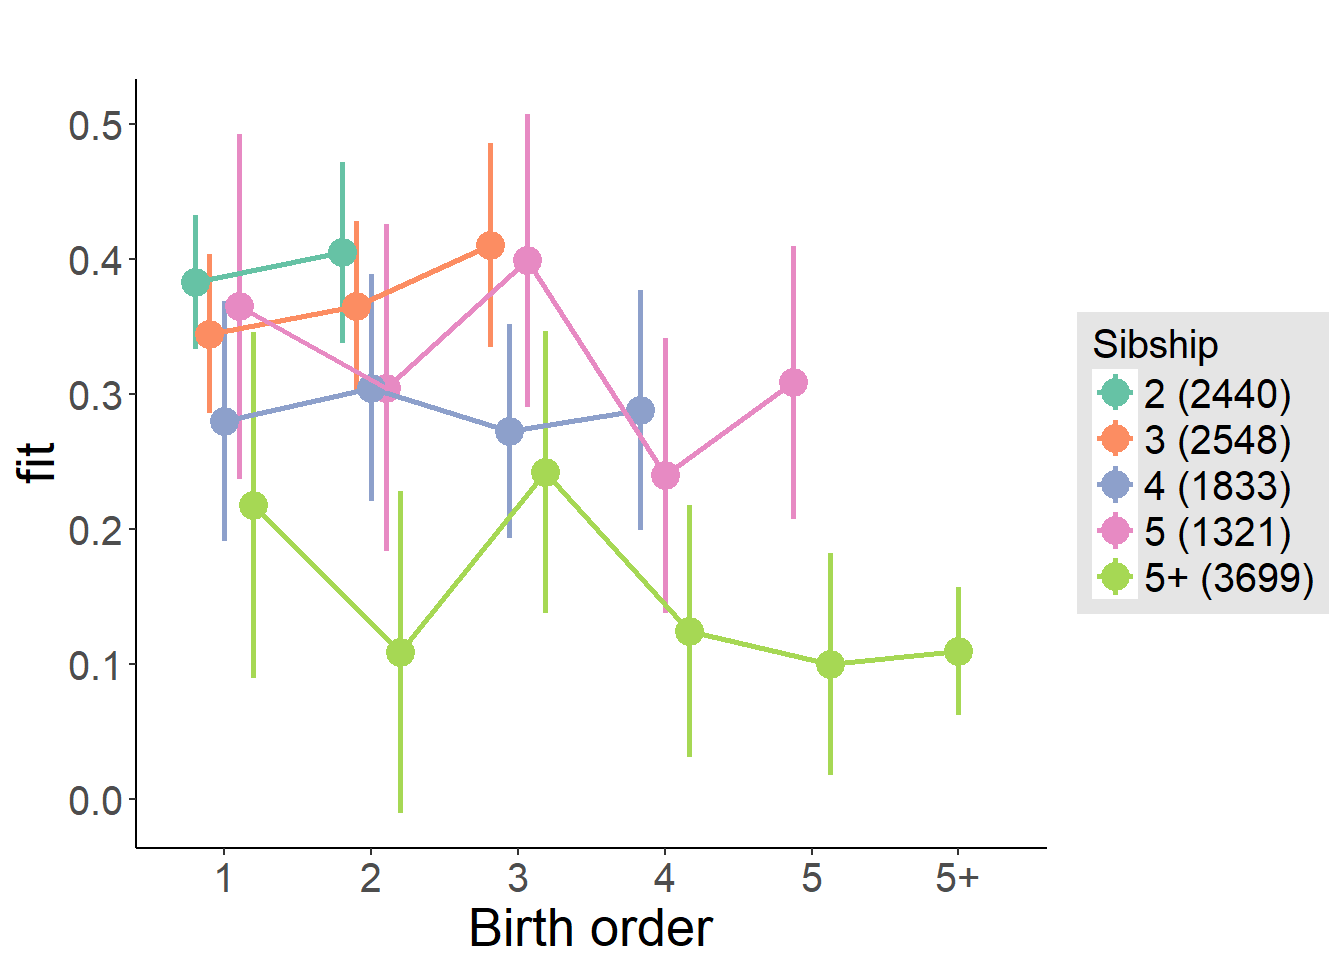 fit
0.5
0.4
0.3
0.2
0.1
0.0
1 2 3 4 5 5+
Birth order
Sibship
2 (2440)
3 (2548)
4 (1833)
5 (1321)
5+ (3699)